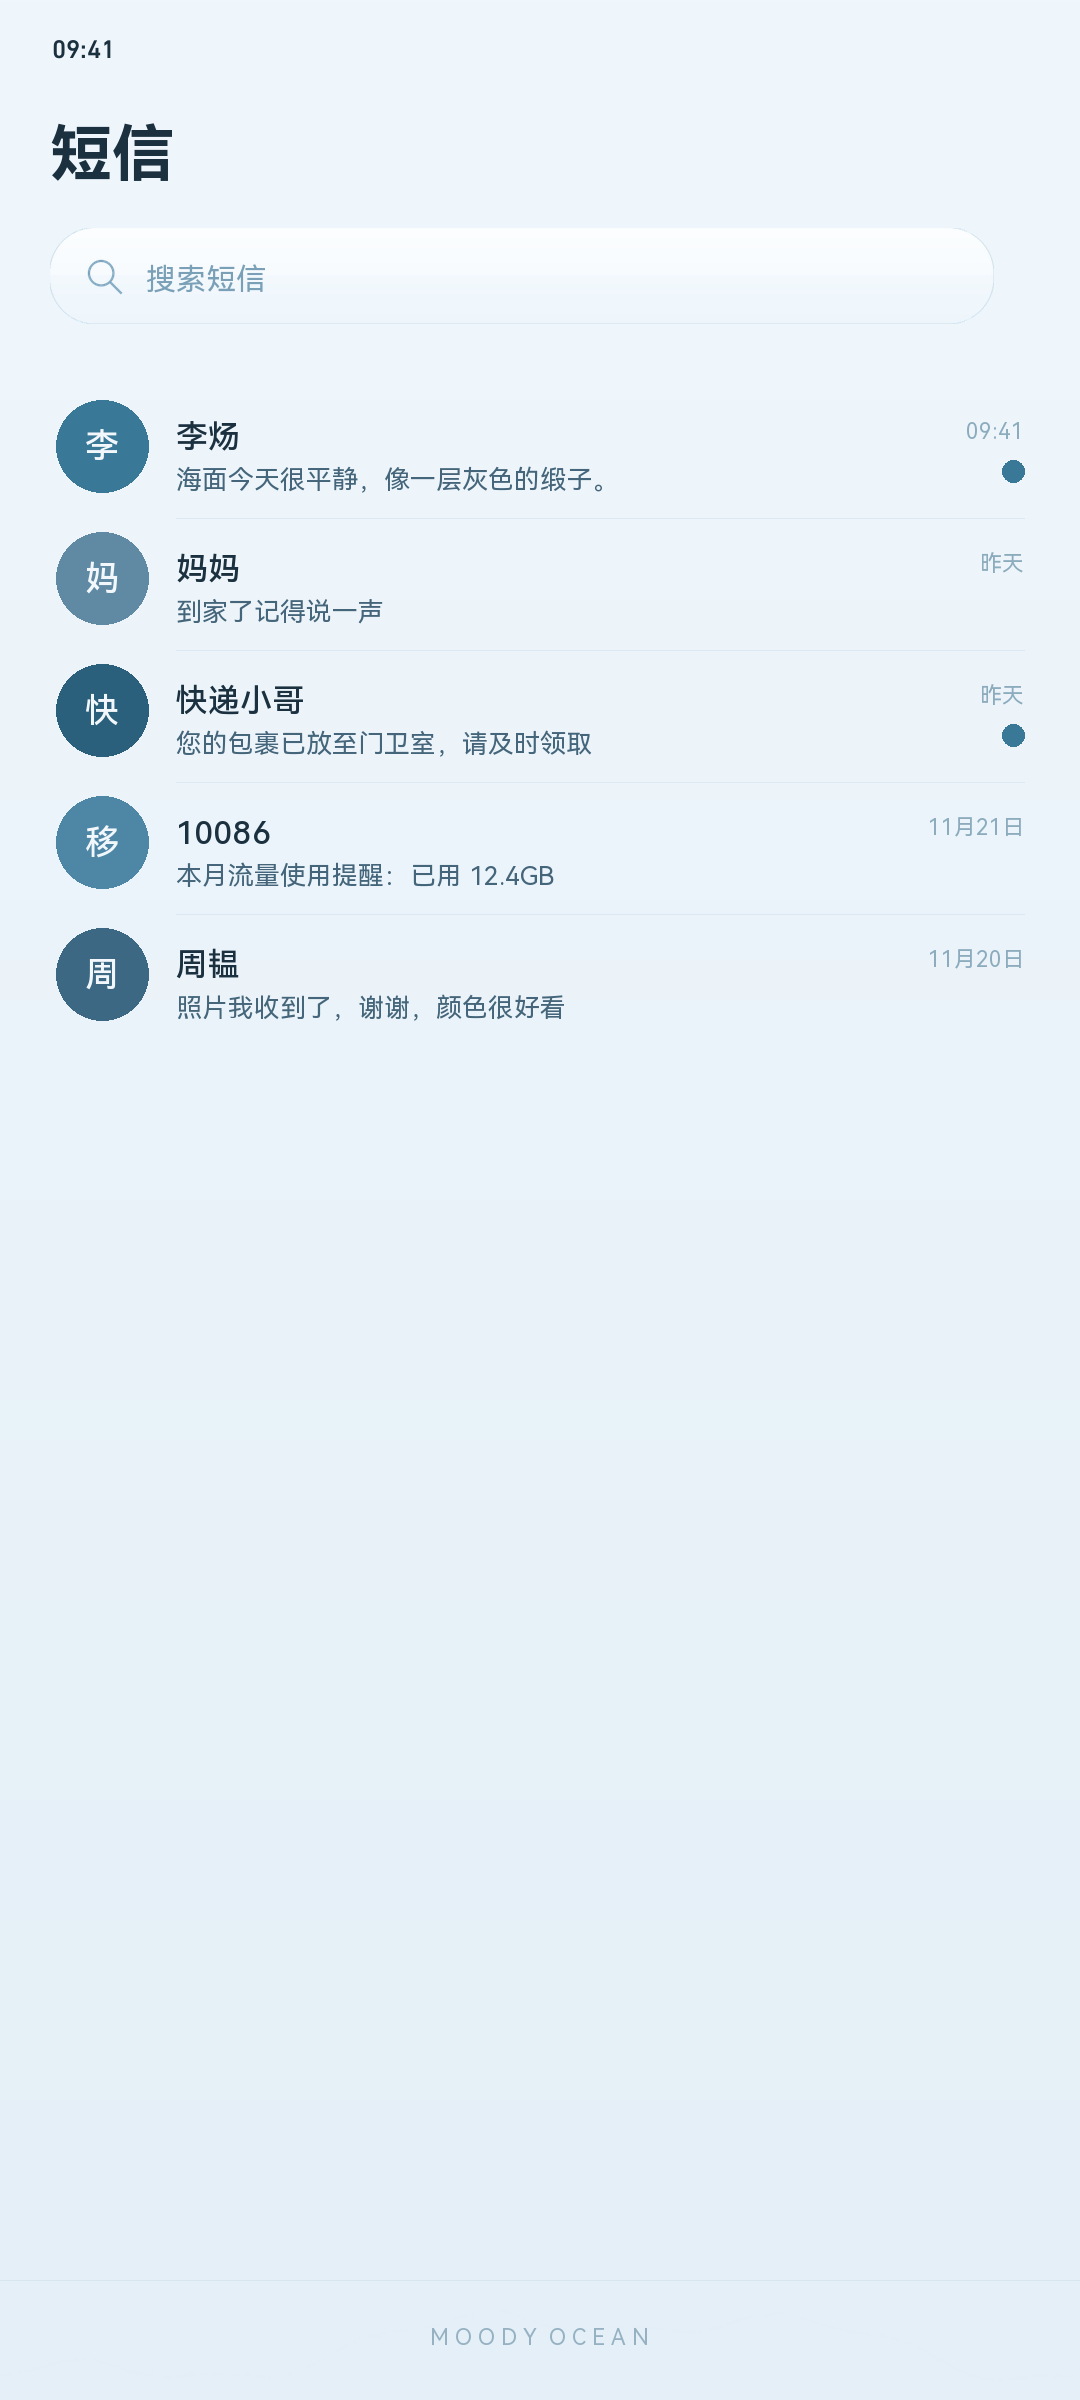 09:41
短信
搜索短信
李
李炀
09:41
海面今天很平静，像一层灰色的缎子。
妈
妈妈
昨天
到家了记得说一声
快
快递小哥
昨天
您的包裹已放至门卫室，请及时领取
移
10086
11月21日
本月流量使用提醒：已用 12.4GB
周
周韫
11月20日
照片我收到了，谢谢，颜色很好看
MOODY OCEAN